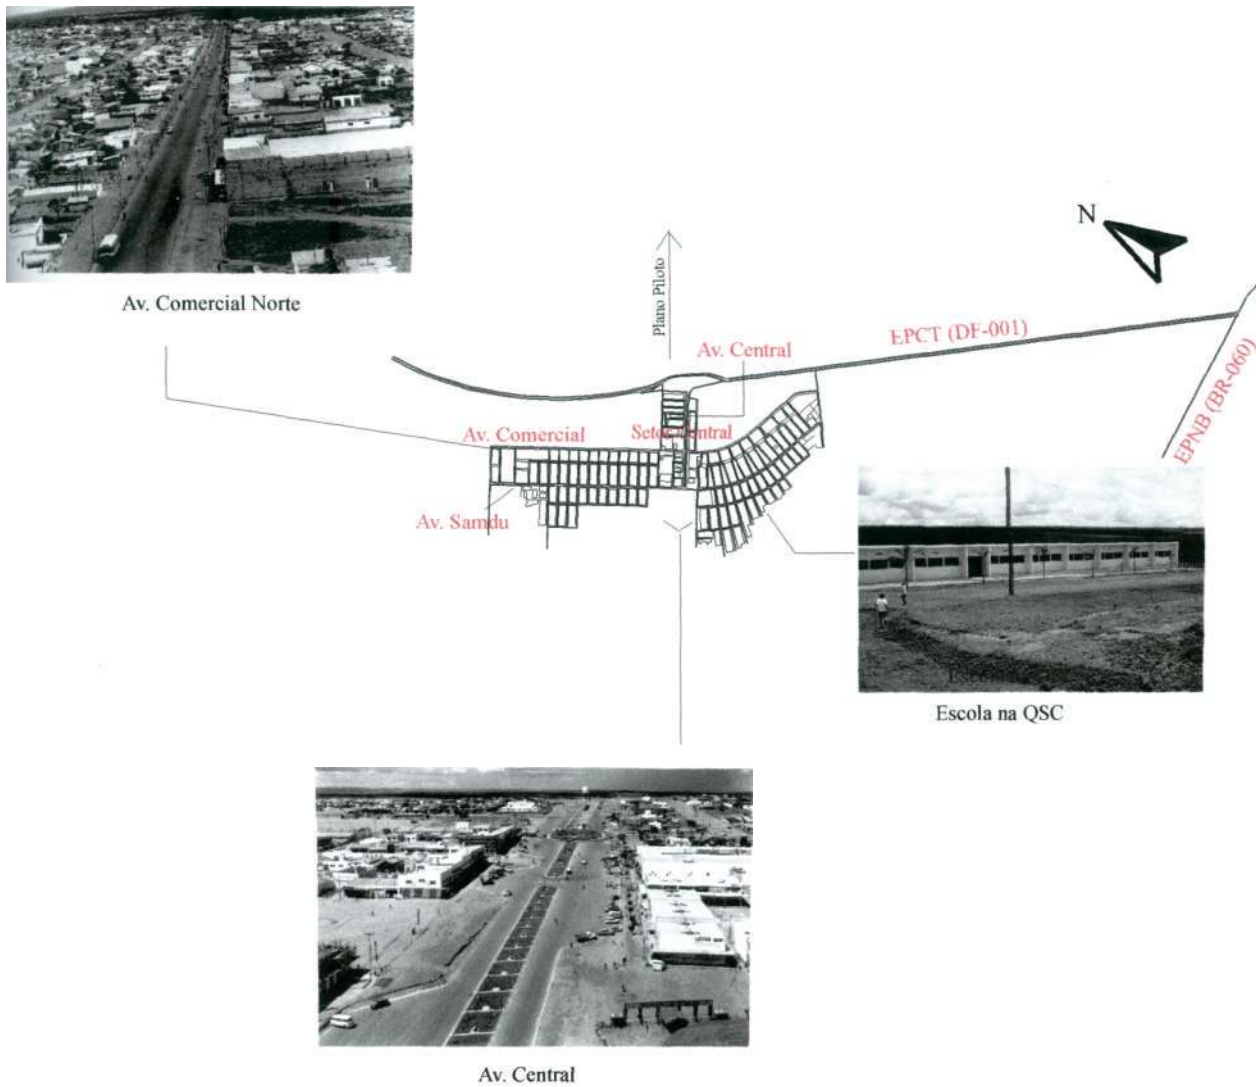 Av. Comercial Norte
N
Plano Piloto
EPCT (DF-001)
Av. Central
EPNB (BR-060)
Av. Comercial
Setor Central
Av. Samdu
Escola na QSC
Av. Central